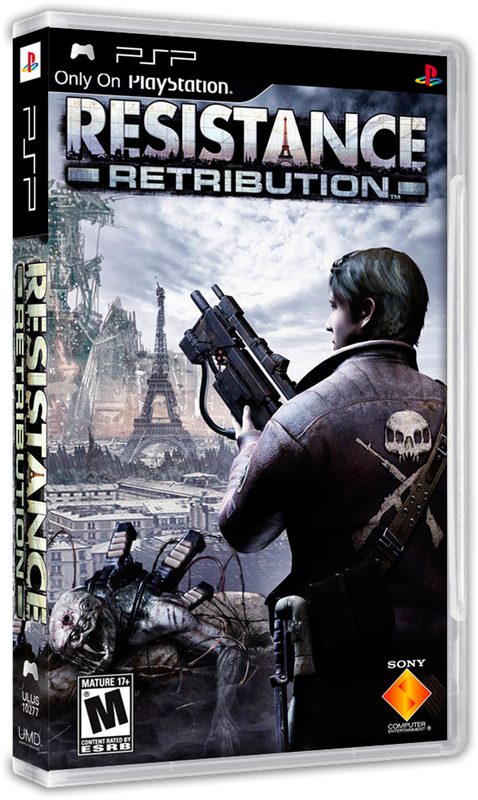 PSP
Only On PlayStation®
RESISTANCE
RETRIBUTION™
MATURE 17+
M
CONTENT RATED BY
ESRB
SONY
COMPUTER
ENTERTAINMENT®
PSP
RESISTANCE
RETRIBUTION
ULUS
10277
UMD